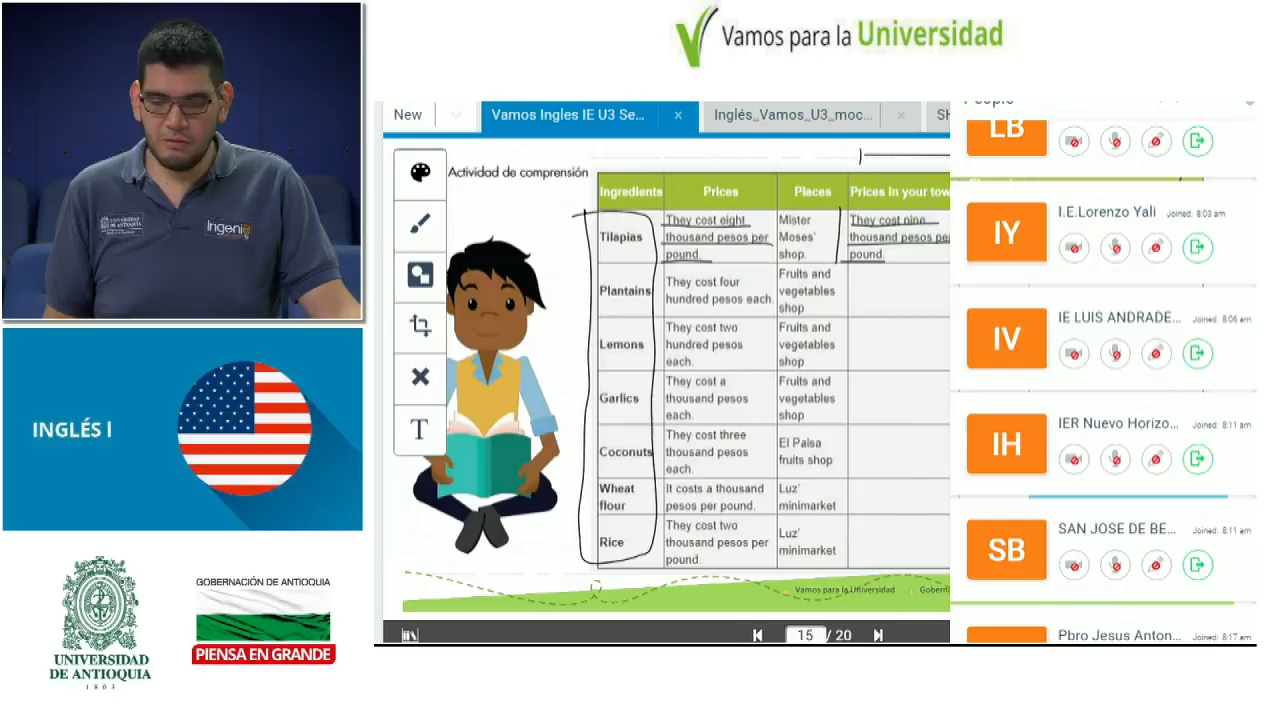 Vamos para la Universidad
New
Vamos Ingles IE U3 Se...
Inglés_Vamos_U3_moc...
Actividad de comprensión
Ingredients Prices Places Prices in your tow
Tilapias
They cost eight
thousand pesos per
pound.
Mister
Moses'
shop.
They cost nine
thousand pesos pe
pound.
Plantains
They cost four
hundred pesos each.
Fruits and
vegetables
shop
Lemons
They cost two
hundred pesos
each.
Fruits and
vegetables
shop
Garlics
They cost a
thousand pesos
each.
Fruits and
vegetables
shop
Coconuts
They cost three
thousand pesos
each.
El Paisa
fruits shop
Wheat
flour
It costs a thousand
pesos per pound.
Luz'
minimarket
Rice
They cost two
thousand pesos per
pound.
Luz'
minimarket
T
Vamos para la Universidad
15 / 20
People
LB
IY
I.E.Lorenzo Yali Joined: 8:03 am
IV
IE LUIS ANDRADE... Joined: 8:06 am
IH
IER Nuevo Horizo... Joined: 8:11 am
SB
SAN JOSE DE BE... Joined: 8:11 am
Pbro Jesus Anton... Joined: 8:17 am
UNIVERSIDAD
DE ANTIOQUIA
Ingeni@
INGLÉS I
UNIVERSIDAD
DE ANTIOQUIA
1803
GOBERNACIÓN DE ANTIOQUIA
PIENSA EN GRANDE